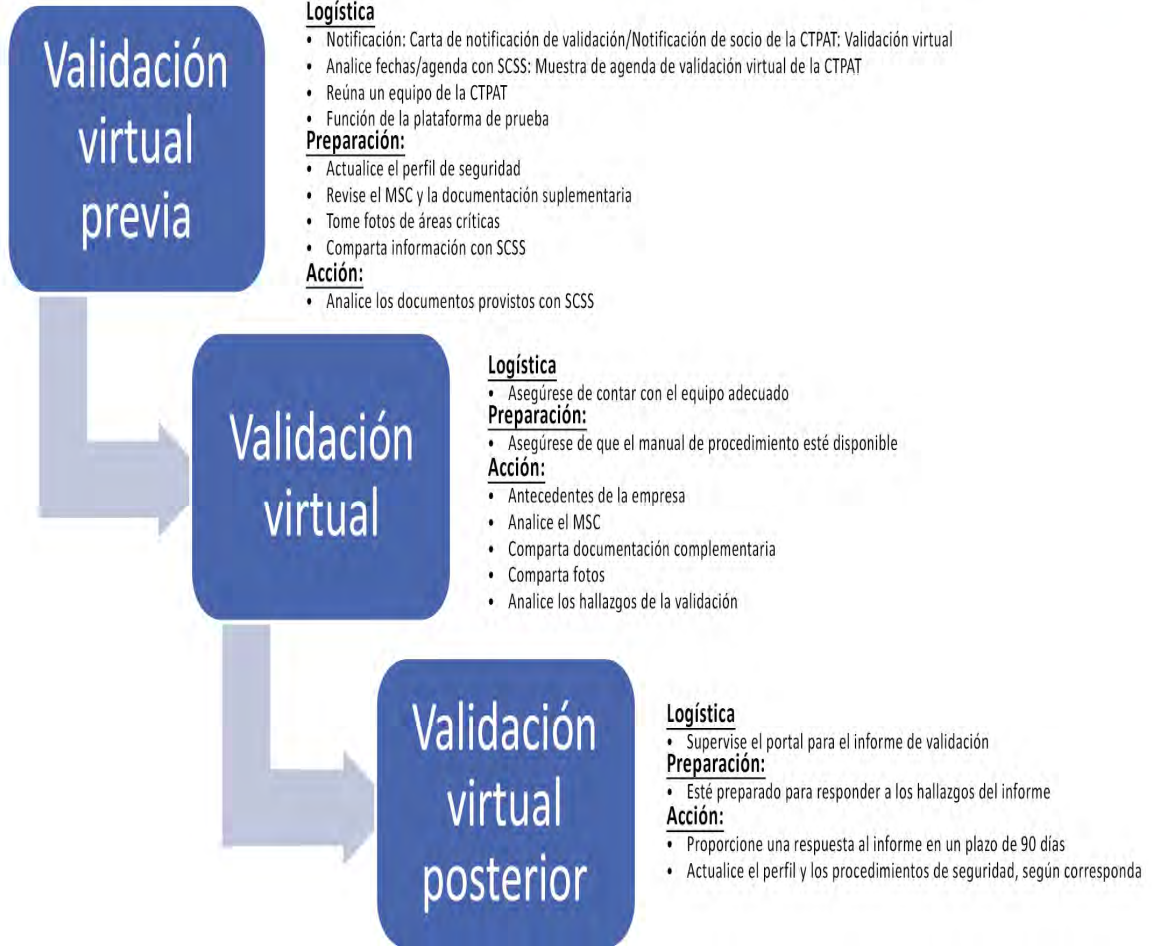 Validación
virtual
previa
Logística
• Notificación: Carta de notificación de validación/Notificación de socio de la CTPAT: Validación virtual
• Analice fechas/agenda con SCSS: Muestra de agenda de validación virtual de la CTPAT
• Reúna un equipo de la CTPAT
• Función de la plataforma de prueba
Preparación:
• Actualice el perfil de seguridad
• Revise el MSC y la documentación suplementaria
• Tome fotos de áreas críticas
• Comparta información con SCSS
Acción:
• Analice los documentos provistos con SCSS
Validación
virtual
Logística
• Asegúrese de contar con el equipo adecuado
Preparación:
• Asegúrese de que el manual de procedimiento esté disponible
Acción:
• Antecedentes de la empresa
• Analice el MSC
• Comparta documentación complementaria
• Comparta fotos
• Analice los hallazgos de la validación
Validación
virtual
posterior
Logística
• Supervise el portal para el informe de validación
Preparación:
• Esté preparado para responder a los hallazgos del informe
Acción:
• Proporcione una respuesta al informe en un plazo de 90 días
• Actualice el perfil y los procedimientos de seguridad, según corresponda